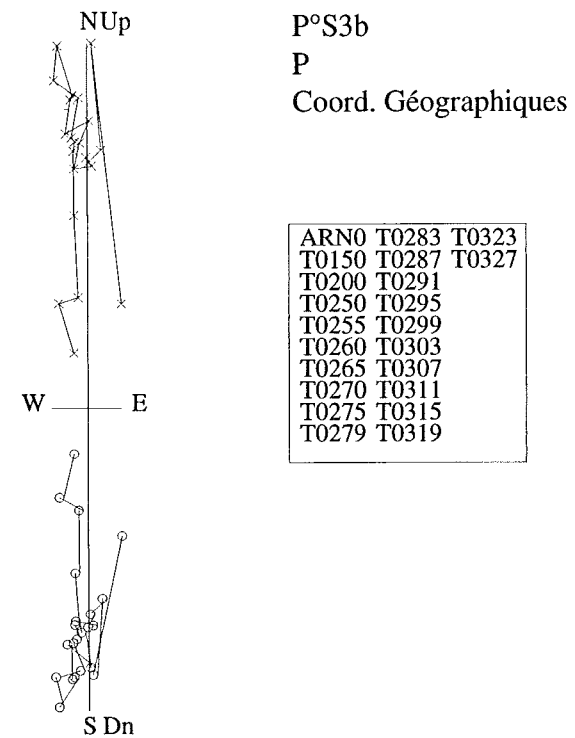 NUp
P°S3b
P
Coord. Géographiques
ARN0 T0283 T0323
T0150 T0287 T0327
T0200 T0291
T0250 T0295
T0255 T0299
T0260 T0303
T0265 T0307
T0270 T0311
T0275 T0315
T0279 T0319
W E
S Dn